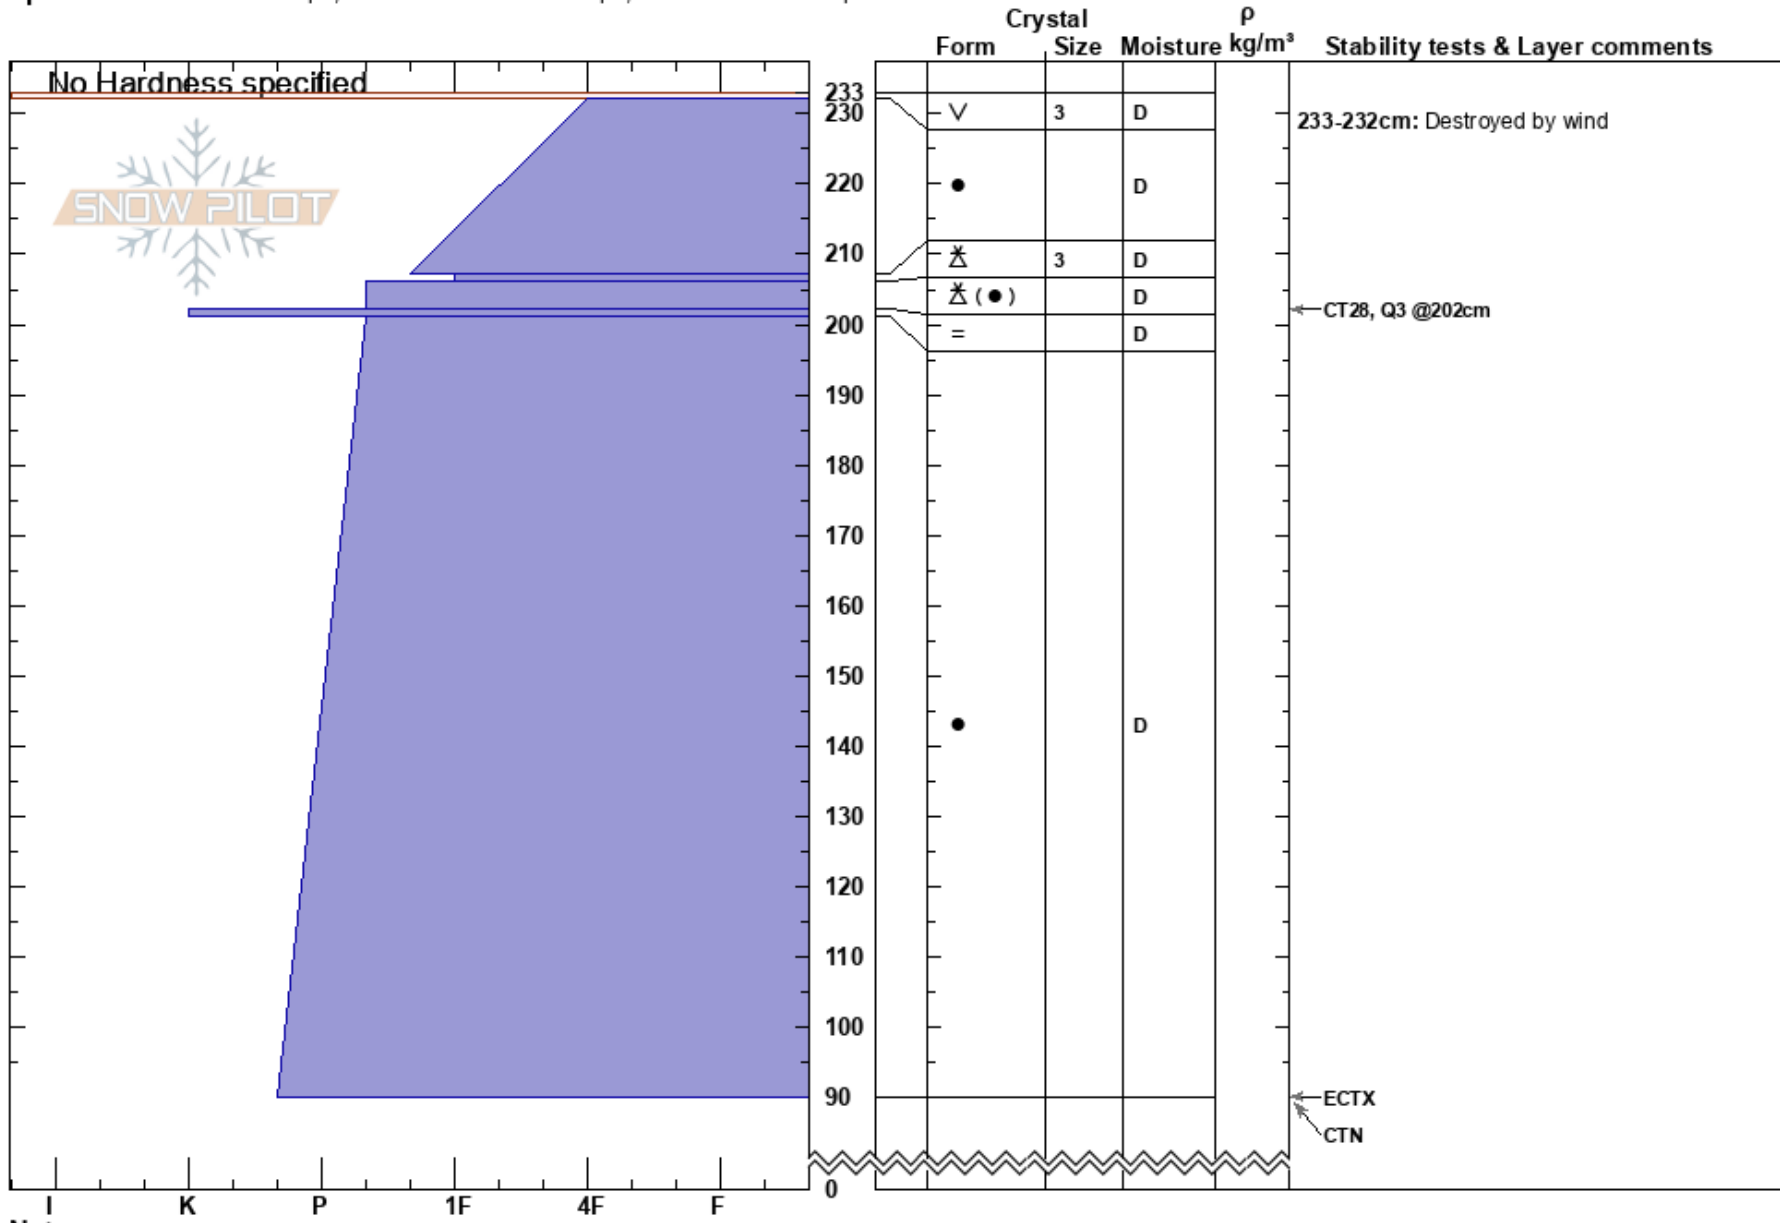 Crystal ρ
Form Size Moisture kg/m³ Stability tests & Layer comments
No Hardness specified
SNOW PILOT
233
230 V 3 D 233-232cm: Destroyed by wind
220 ● D
210 3 D
(●) D
CT28, Q3 @202cm
200 = D
190
180
170
160
150
140
● D
130
120
110
100
90 ECTX
CTN
0
I K P 1F 4F F